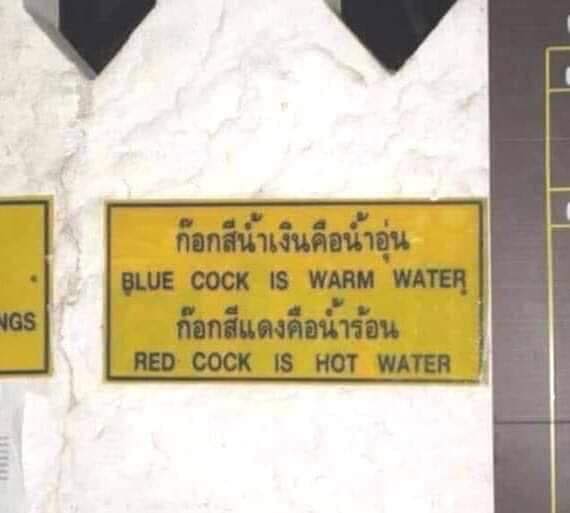 ก๊อกสีน้ำเงินคือน้ำอุ่น
BLUE COCK IS WARM WATER
ก๊อกสีแดงคือน้ำร้อน
RED COCK IS HOT WATER
NGS